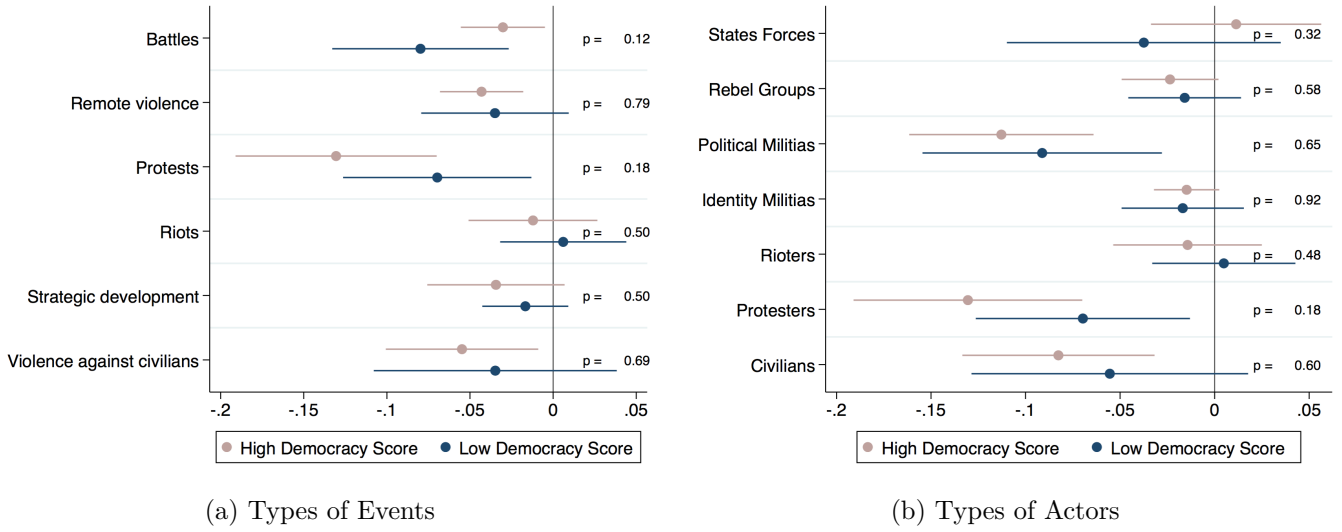 Battles
p = 0.12
Remote violence
p = 0.79
Protests
p = 0.18
Riots
p = 0.50
Strategic development
p = 0.50
Violence against civilians
p = 0.69
-.2 -.15 -.1 -.05 0 .05
High Democracy Score Low Democracy Score
(a) Types of Events
States Forces
p = 0.32
Rebel Groups
p = 0.58
Political Militias
p = 0.65
Identity Militias
p = 0.92
Rioters
p = 0.48
Protesters
p = 0.18
Civilians
p = 0.60
-.2 -.15 -.1 -.05 0 .05
High Democracy Score Low Democracy Score
(b) Types of Actors